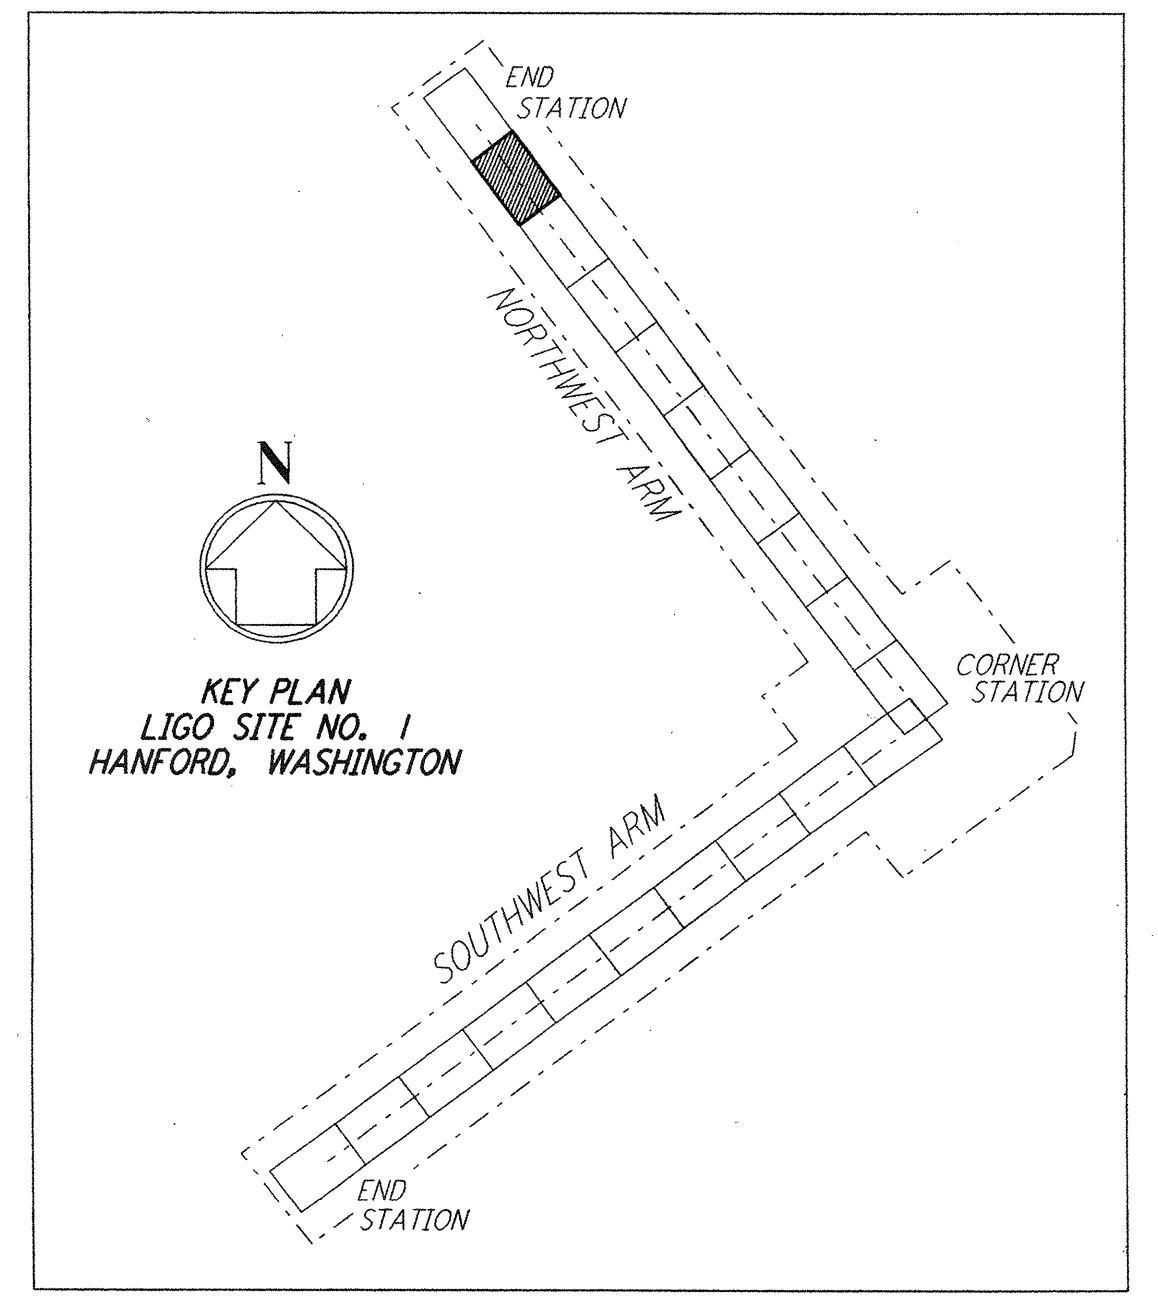 END
STATION
NORTHWEST ARM
N
CORNER
STATION
KEY PLAN
LIGO SITE NO. 1
HANFORD, WASHINGTON
SOUTHWEST ARM
END
STATION